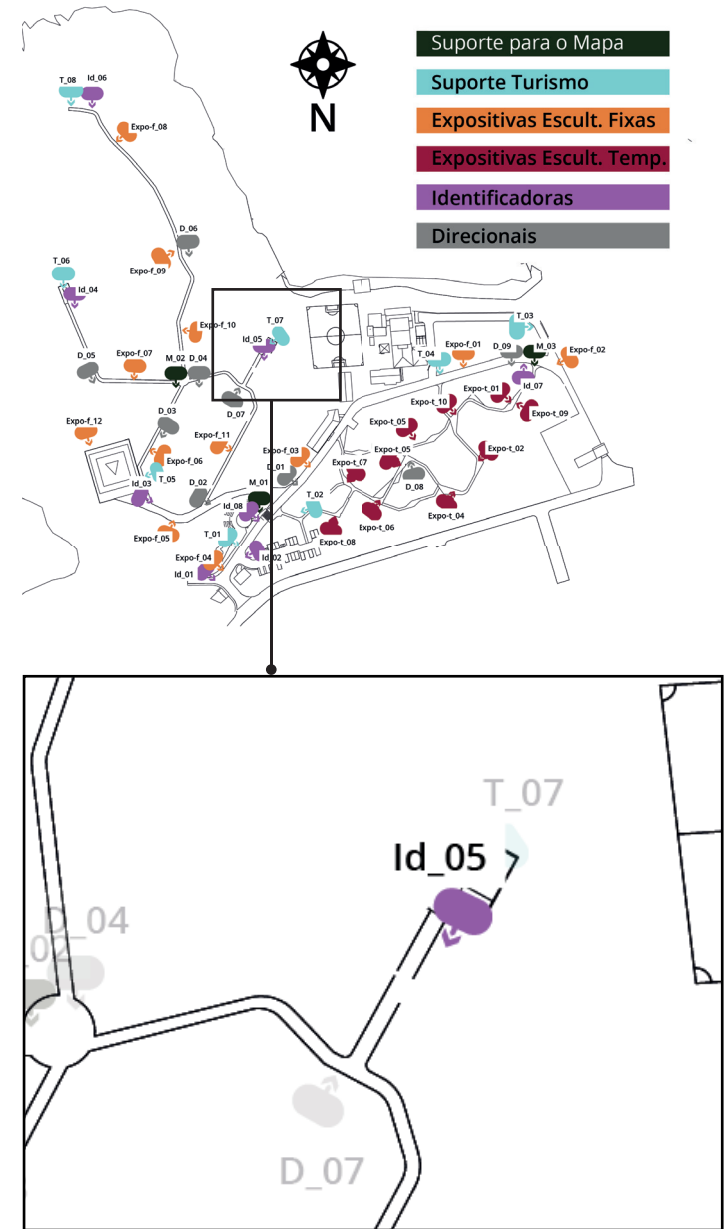 Suporte para o Mapa
Suporte Turismo
Expositivas Escult. Fixas
Expositivas Escult. Temp.
Identificadoras
Direcionais
N
T_08
Id_06
Expo-f_08
D_06
Expo-f_09
T_06
Id_04
Expo-f_10
T_07
Id_05
T_03
D_05
Expo-f_07
M_02
D_04
T_04
Expo-f_01
D_09
M_03
Expo-f_02
Id_07
D_07
Expo-t_01
Expo-t_10
Expo-t_09
D_03
Expo-f_12
Expo-f_11
Expo-t_05
Expo-t_02
Expo-f_03
Expo-t_05
Expo-f_06
T_05
Expo-t_07
D_01
D_08
Id_03
D_02
M_01
T_02
Id_08
Expo-t_04
Expo-t_06
Expo-f_05
T_01
Expo-t_08
Expo-f_04
Id_02
Id_01
T_07
Id_05
D_04
_02
D_07